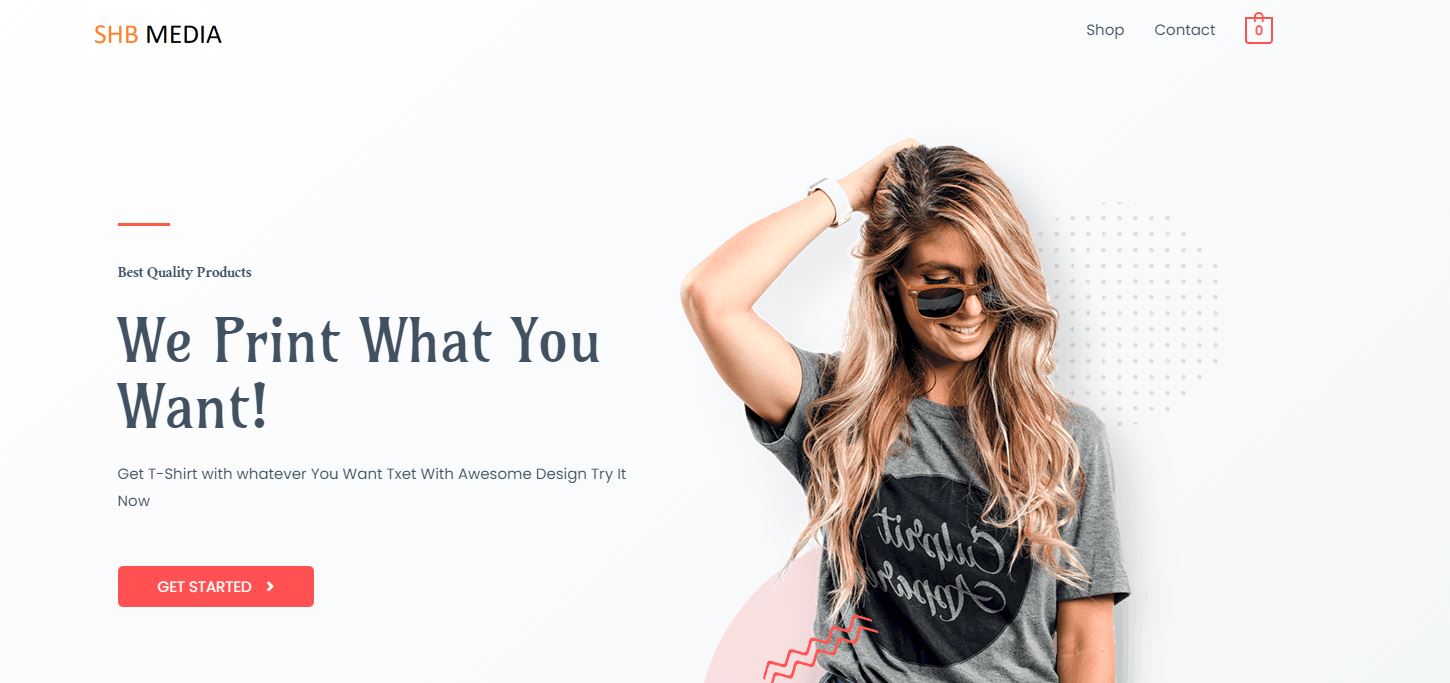 SHB MEDIA
Shop
Contact
0
Best Quality Products
We Print What You
Want!
Get T-Shirt with whatever You Want Txet With Awesome Design Try It
Now
GET STARTED
Culprit